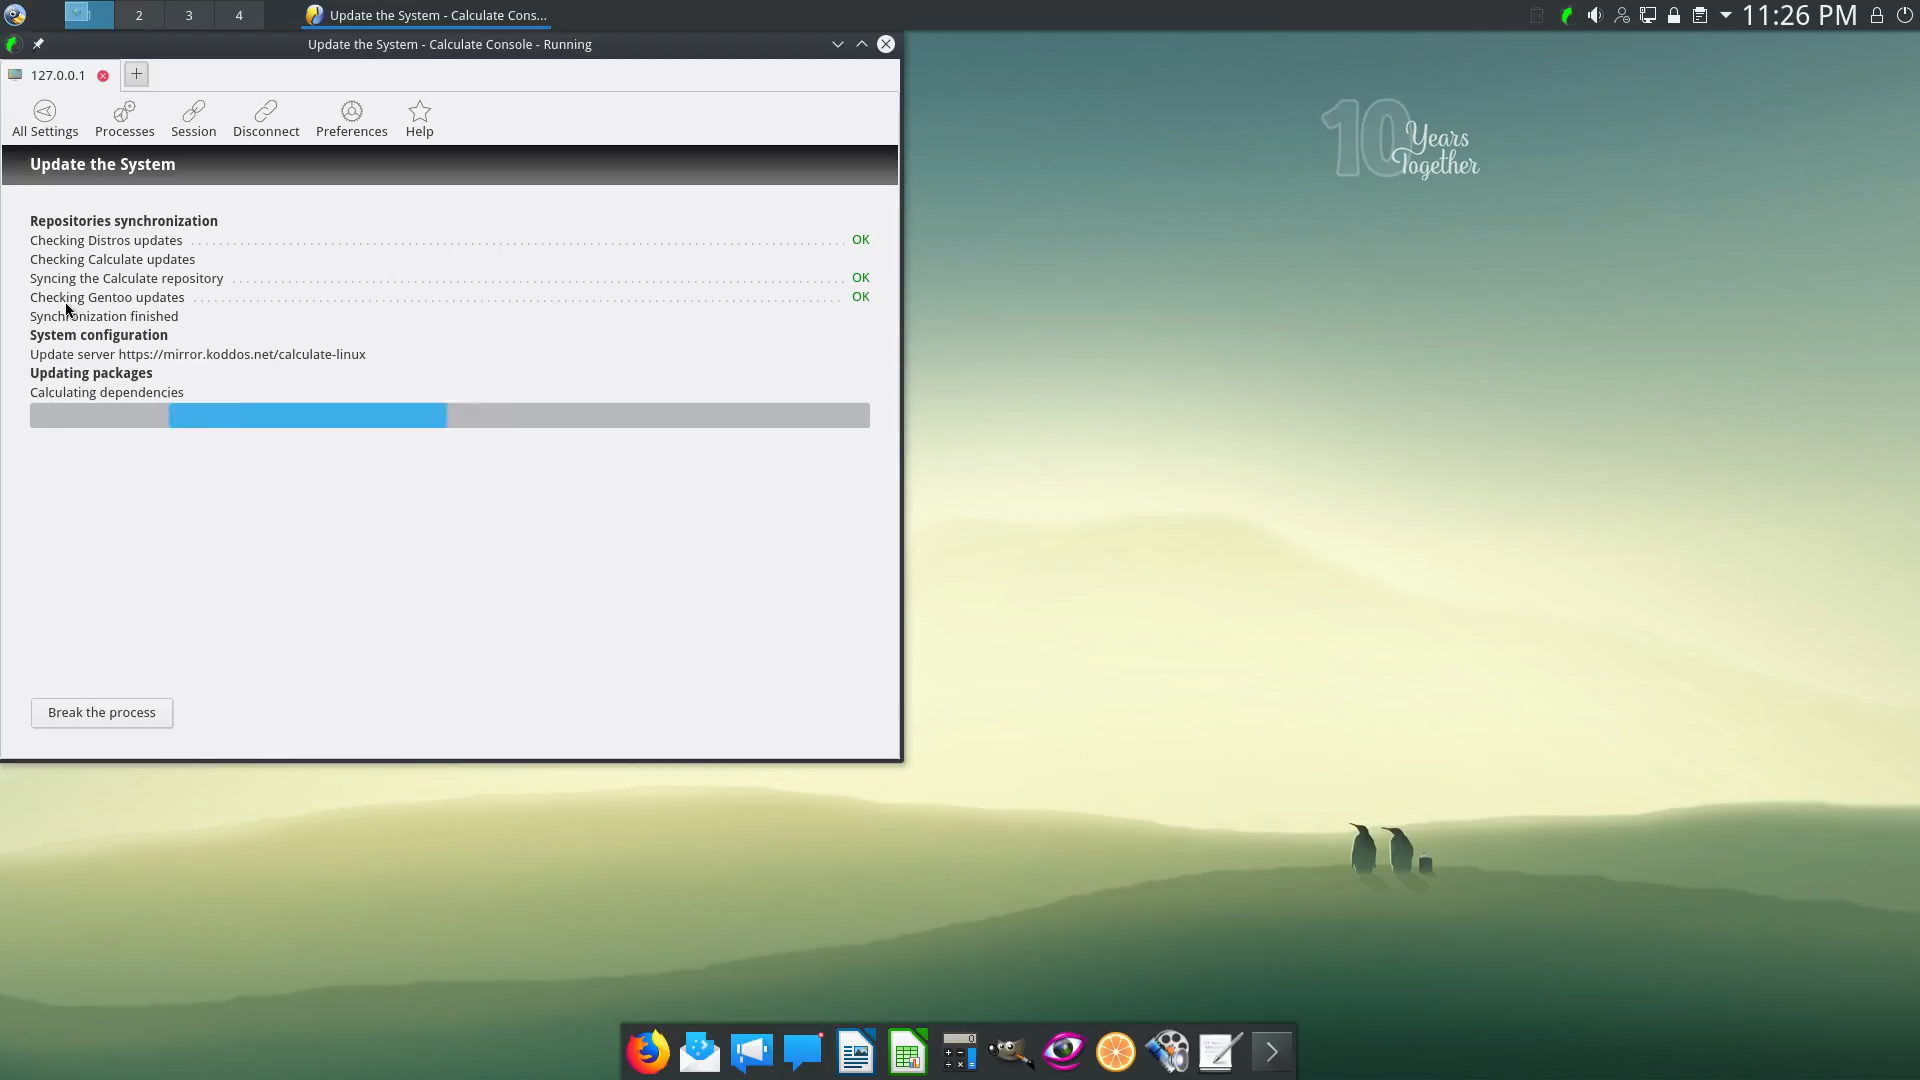 2
3
4
Update the System - Calculate Cons...
11:26 PM
Update the System - Calculate Console - Running
127.0.0.1
All Settings
Processes
Session
Disconnect
Preferences
Help
Update the System
Repositories synchronization
Checking Distros updates OK
Checking Calculate updates
Syncing the Calculate repository OK
Checking Gentoo updates OK
Synchronization finished
System configuration
Update server https://mirror.koddos.net/calculate-linux
Updating packages
Calculating dependencies
Break the process
10 Years
Together